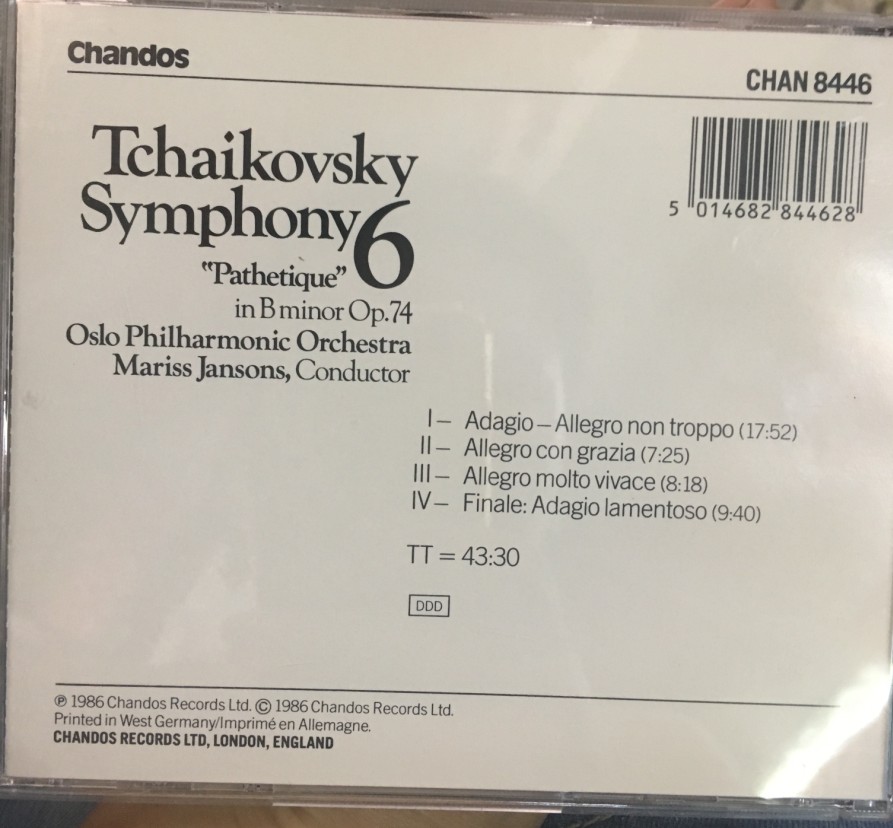 Chandos
CHAN 8446
5 014682 844628
Tchaikovsky
Symphony 6
"Pathetique"
in B minor Op.74
Oslo Philharmonic Orchestra
Mariss Jansons, Conductor
I – Adagio – Allegro non troppo (17:52)
II – Allegro con grazia (7:25)
III – Allegro molto vivace (8:18)
IV – Finale: Adagio lamentoso (9:40)
TT = 43:30
DDD
℗ 1986 Chandos Records Ltd. © 1986 Chandos Records Ltd.
Printed in West Germany/Imprimé en Allemagne.
CHANDOS RECORDS LTD, LONDON, ENGLAND